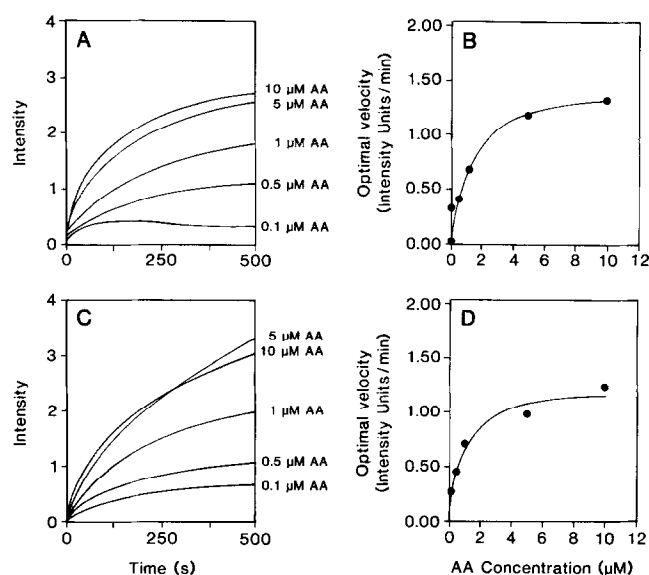 A
Intensity
4
3
2
1
0
0
250
500
10 µM AA
5 µM AA
1 µM AA
0.5 µM AA
0.1 µM AA
B
Optimal velocity
(Intensity Units/min)
2.00
1.50
1.00
0.50
0.00
0 2 4 6 8 10 12
C
Intensity
4
3
2
1
0
0
250
500
5 µM AA
10 µM AA
1 µM AA
0.5 µM AA
0.1 µM AA
Time (s)
D
Optimal velocity
(Intensity Units/min)
2.00
1.50
1.00
0.50
0.00
0 2 4 6 8 10 12
AA Concentration (µM)